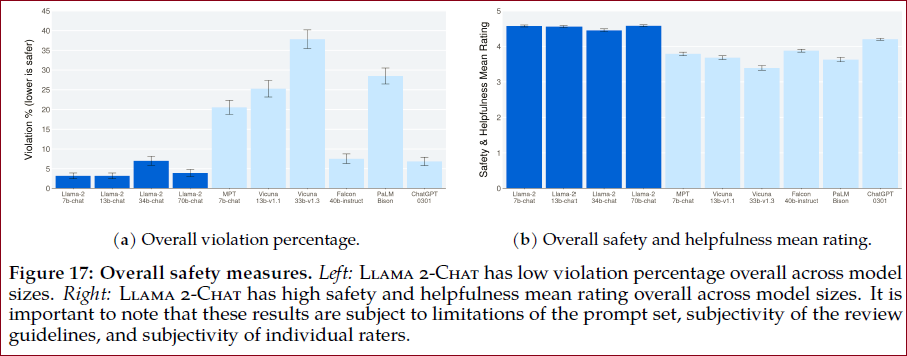 Violation % (lower is safer)
45
40
35
30
25
20
15
10
5
0
Llama-2 Llama-2 Llama-2 Llama-2 MPT Vicuna Vicuna Falcon PaLM ChatGPT
7b-chat 13b-chat 34b-chat 70b-chat 7b-chat 13b-v1.1 33b-v1.3 40b-instruct Bison 0301
Safety & Helpfulness Mean Rating
5
4
3
2
1
0
Llama-2 Llama-2 Llama-2 Llama-2 MPT Vicuna Vicuna Falcon PaLM ChatGPT
7b-chat 13b-cha1 34b-chat 70b-chat 7b-chat 13b-v1.1 33b-v1.3 40b-instruct Bison 0301
(a) Overall violation percentage.
(b) Overall safety and helpfulness mean rating.
Figure 17: Overall safety measures. Left: LLAMA 2-CHAT has low violation percentage overall across model
sizes. Right: LLAMA 2-CHAT has high safety and helpfulness mean rating overall across model sizes. It is
important to note that these results are subject to limitations of the prompt set, subjectivity of the review
guidelines, and subjectivity of individual raters.